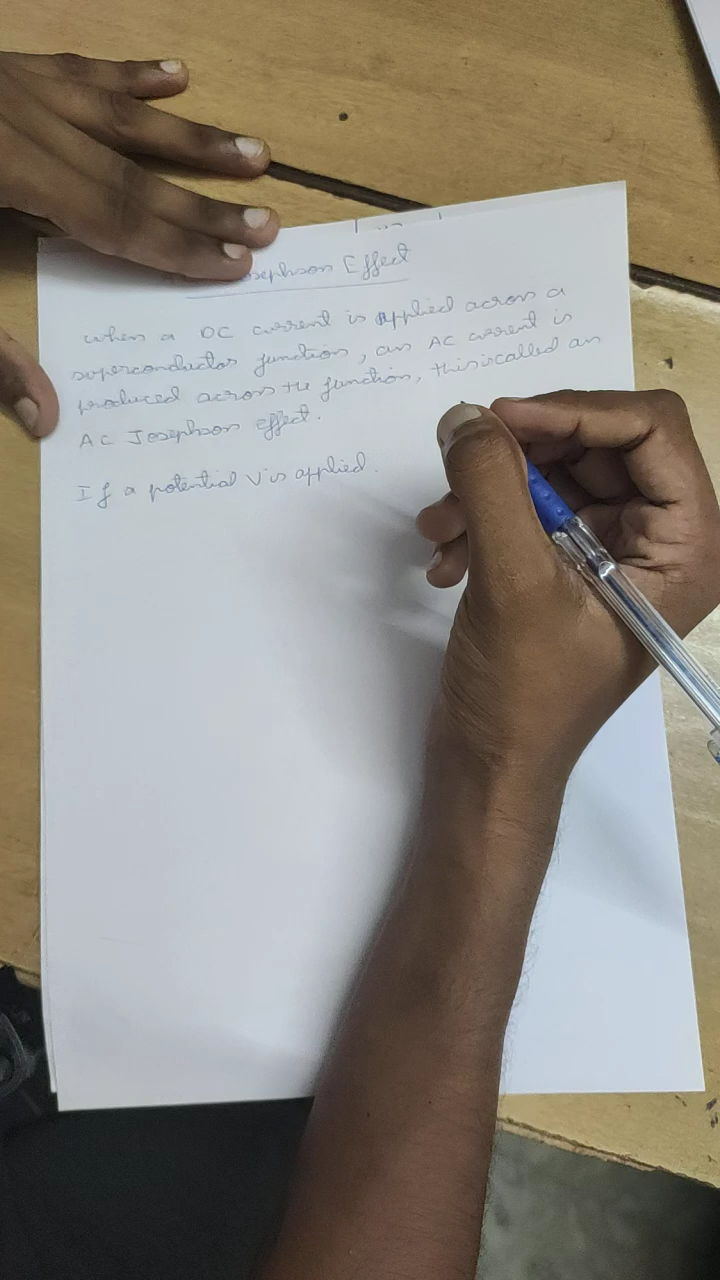 Josephson Effect
when a DC current is applied across a
superconductor junction, an AC current is
produced across the junction, this is called an
AC Josephson effect.
If a potential V is applied.